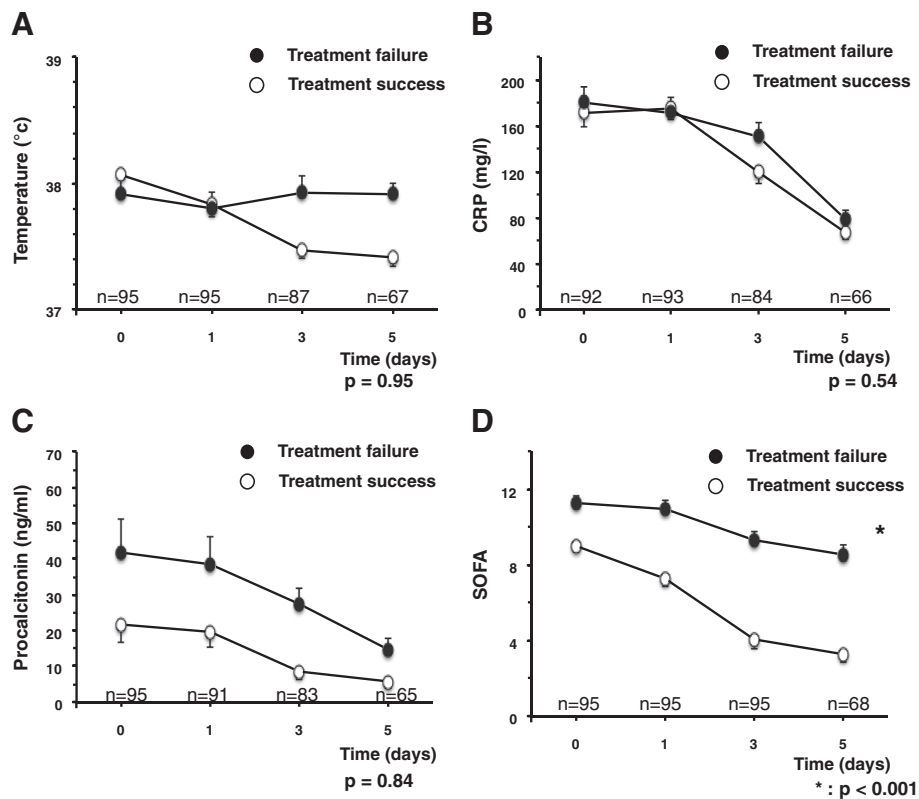 A
Treatment failure
Treatment success
39
38
37
Temperature (°c)
n=95 n=95 n=87 n=67
0 1 3 5
Time (days)
p = 0.95
B
Treatment failure
Treatment success
200
160
120
80
40
0
CRP (mg/l)
n=92 n=93 n=84 n=66
0 1 3 5
Time (days)
p = 0.54
C
Treatment failure
Treatment success
70
60
50
40
30
20
10
0
Procalcitonin (ng/ml)
n=95 n=91 n=83 n=65
0 1 3 5
Time (days)
p = 0.84
D
Treatment failure
Treatment success
12
8
4
0
SOFA
*
n=95 n=95 n=95 n=68
0 1 3 5
Time (days)
* : p < 0.001